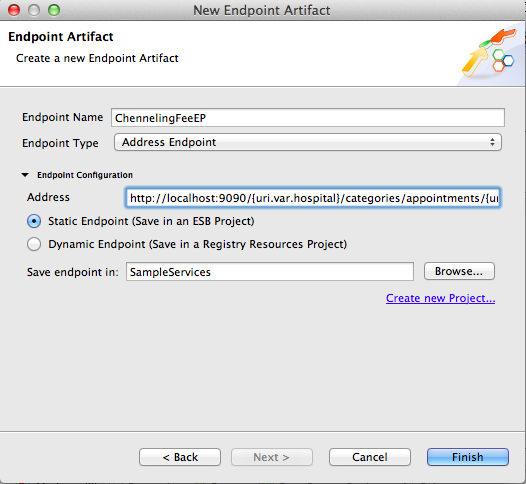 New Endpoint Artifact
Endpoint Artifact
Create a new Endpoint Artifact
Endpoint Name ChennelingFeeEP
Endpoint Type Address Endpoint
Endpoint Configuration
Address http://localhost:9090/{uri.var.hospital}/categories/appointments/{ur
Static Endpoint (Save in an ESB Project)
Dynamic Endpoint (Save in a Registry Resources Project)
Save endpoint in: SampleServices Browse...
Create new Project...
< Back Next > Cancel Finish